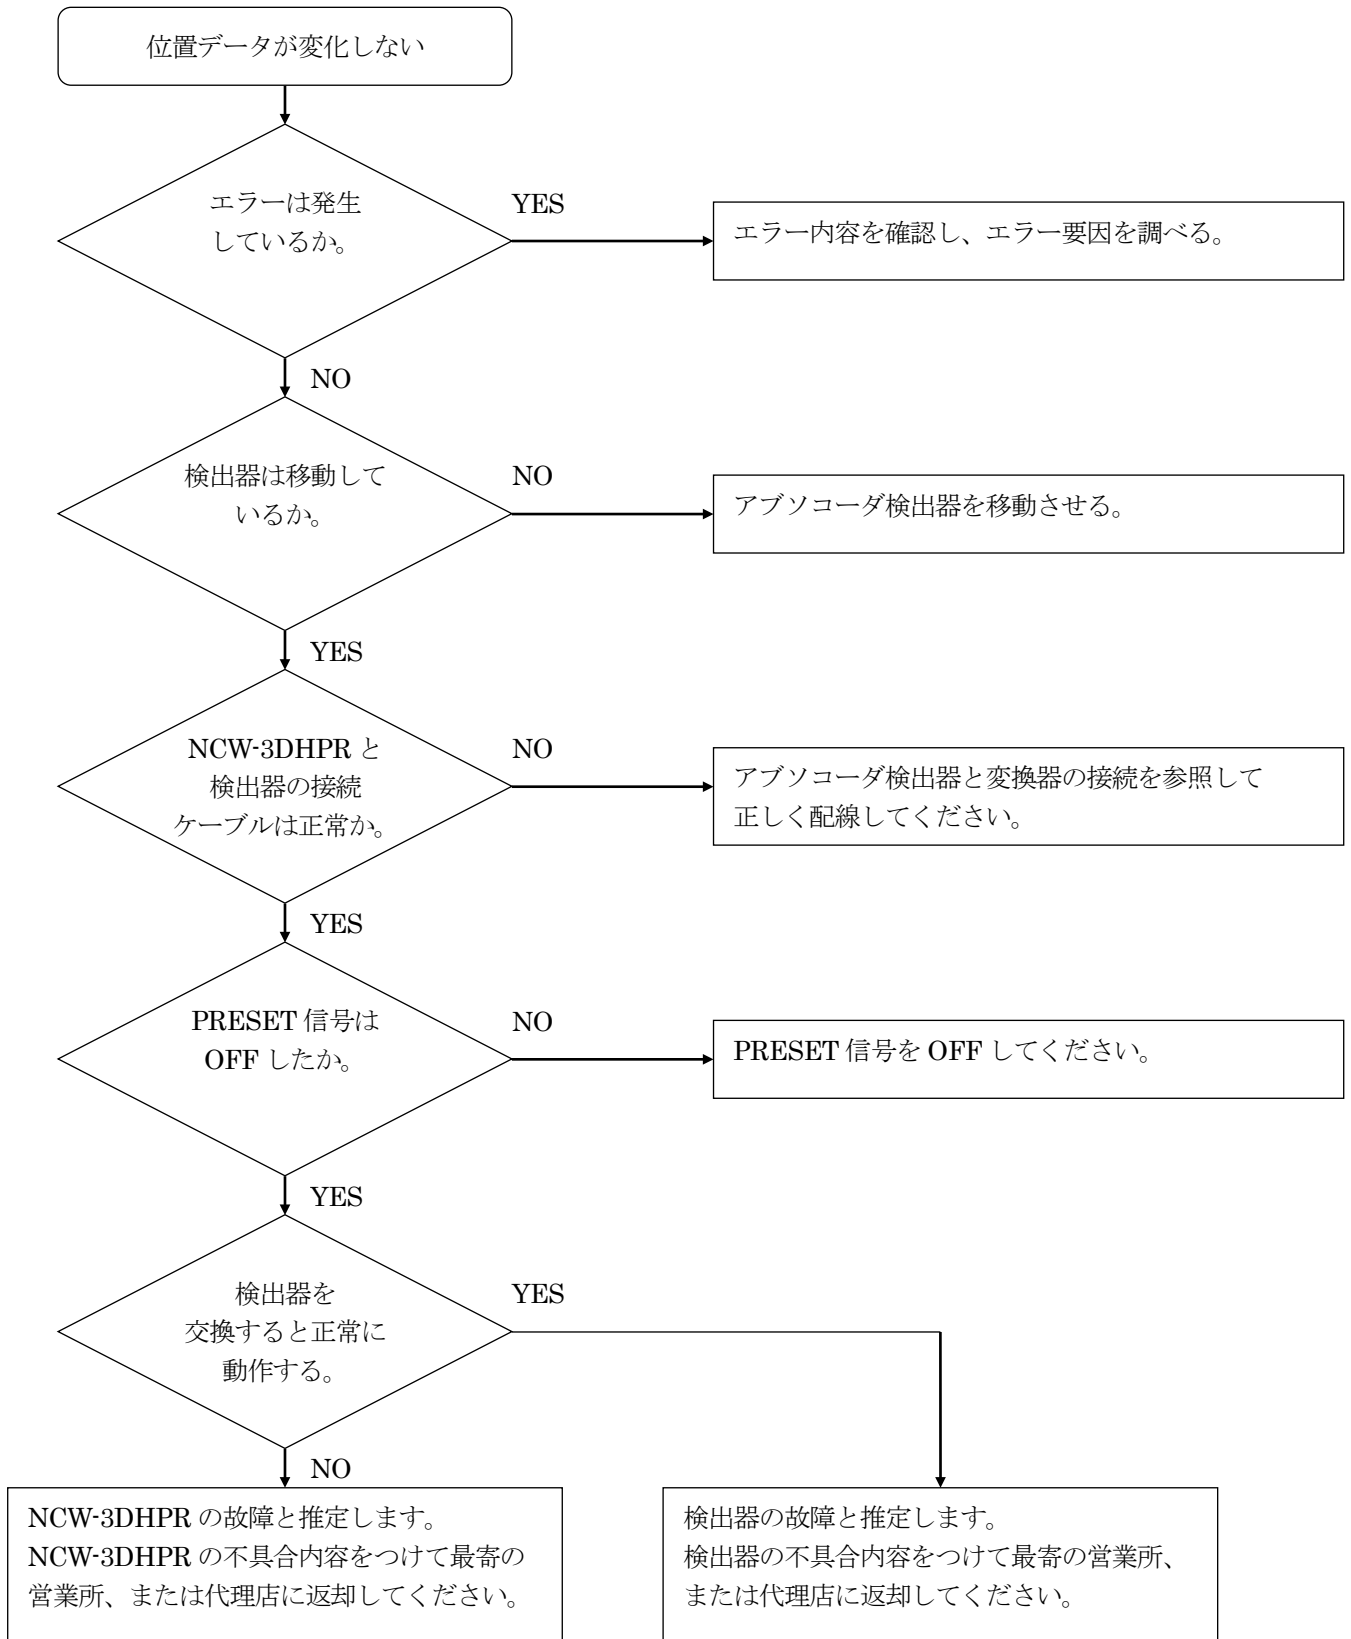 位置データが変化しない
エラーは発生
しているか。
YES
エラー内容を確認し、エラー要因を調べる。
NO
検出器は移動して
いるか。
NO
アブソコーダ検出器を移動させる。
YES
NCW-3DHPR と
検出器の接続
ケーブルは正常か。
NO
アブソコーダ検出器と変換器の接続を参照して
正しく配線してください。
YES
PRESET 信号は
OFF したか。
NO
PRESET 信号を OFF してください。
YES
検出器を
交換すると正常に
動作する。
YES
NO
NCW-3DHPR の故障と推定します。
NCW-3DHPR の不具合内容をつけて最寄の
営業所、または代理店に返却してください。
検出器の故障と推定します。
検出器の不具合内容をつけて最寄の営業所、
または代理店に返却してください。